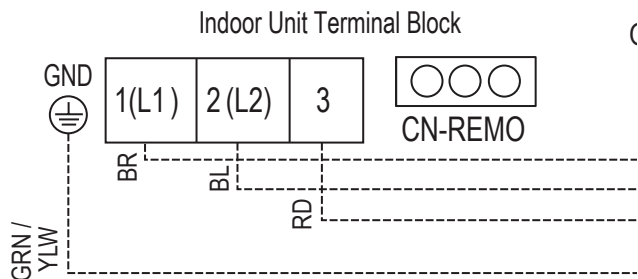 Indoor Unit Terminal Block
GND
1(L1)
2 (L2)
3
CN-REMO
BR
BL
RD
GRN /
YLW